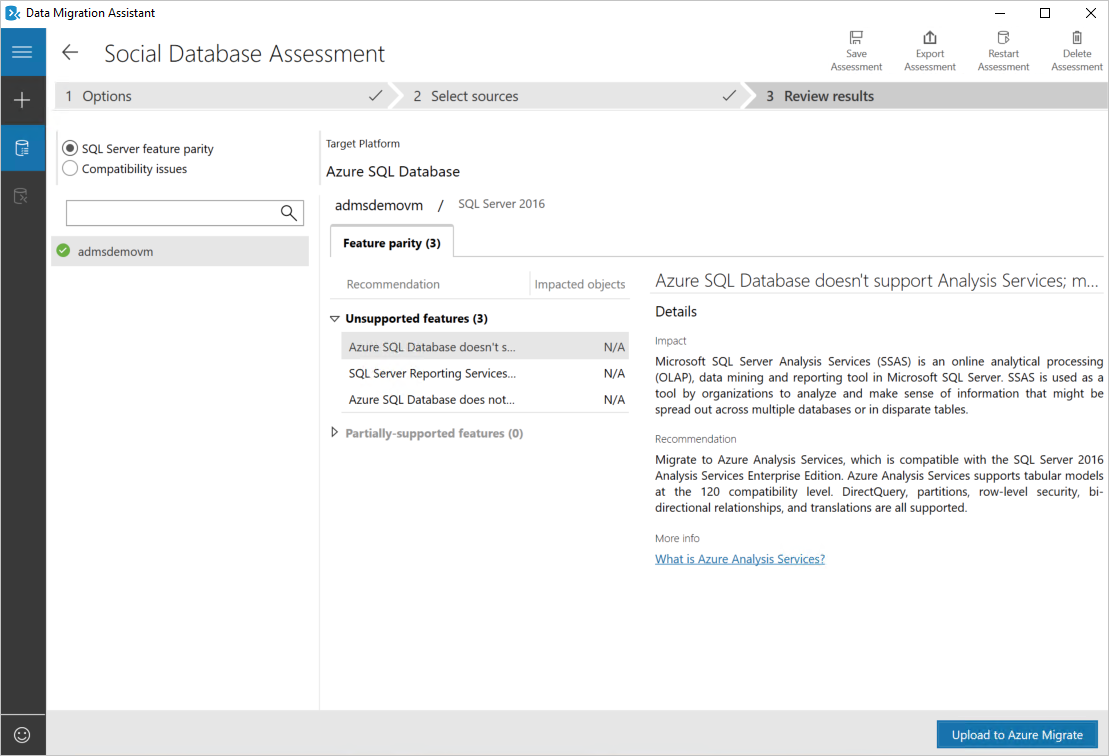 Data Migration Assistant
Social Database Assessment
Save
Assessment
Export
Assessment
Restart
Assessment
Delete
Assessment
1 Options
2 Select sources
3 Review results
SQL Server feature parity
Compatibility issues
admsdemovm
Target Platform
Azure SQL Database
admsdemovm / SQL Server 2016
Feature parity (3)
Recommendation Impacted objects
Unsupported features (3)
Azure SQL Database doesn't s... N/A
SQL Server Reporting Services... N/A
Azure SQL Database does not... N/A
Partially-supported features (0)
Azure SQL Database doesn't support Analysis Services; m...
Details
Impact
Microsoft SQL Server Analysis Services (SSAS) is an online analytical processing
(OLAP), data mining and reporting tool in Microsoft SQL Server. SSAS is used as a
tool by organizations to analyze and make sense of information that might be
spread out across multiple databases or in disparate tables.
Recommendation
Migrate to Azure Analysis Services, which is compatible with the SQL Server 2016
Analysis Services Enterprise Edition. Azure Analysis Services supports tabular models
at the 120 compatibility level. DirectQuery, partitions, row-level security, bi-
directional relationships, and translations are all supported.
More info
What is Azure Analysis Services?
Upload to Azure Migrate